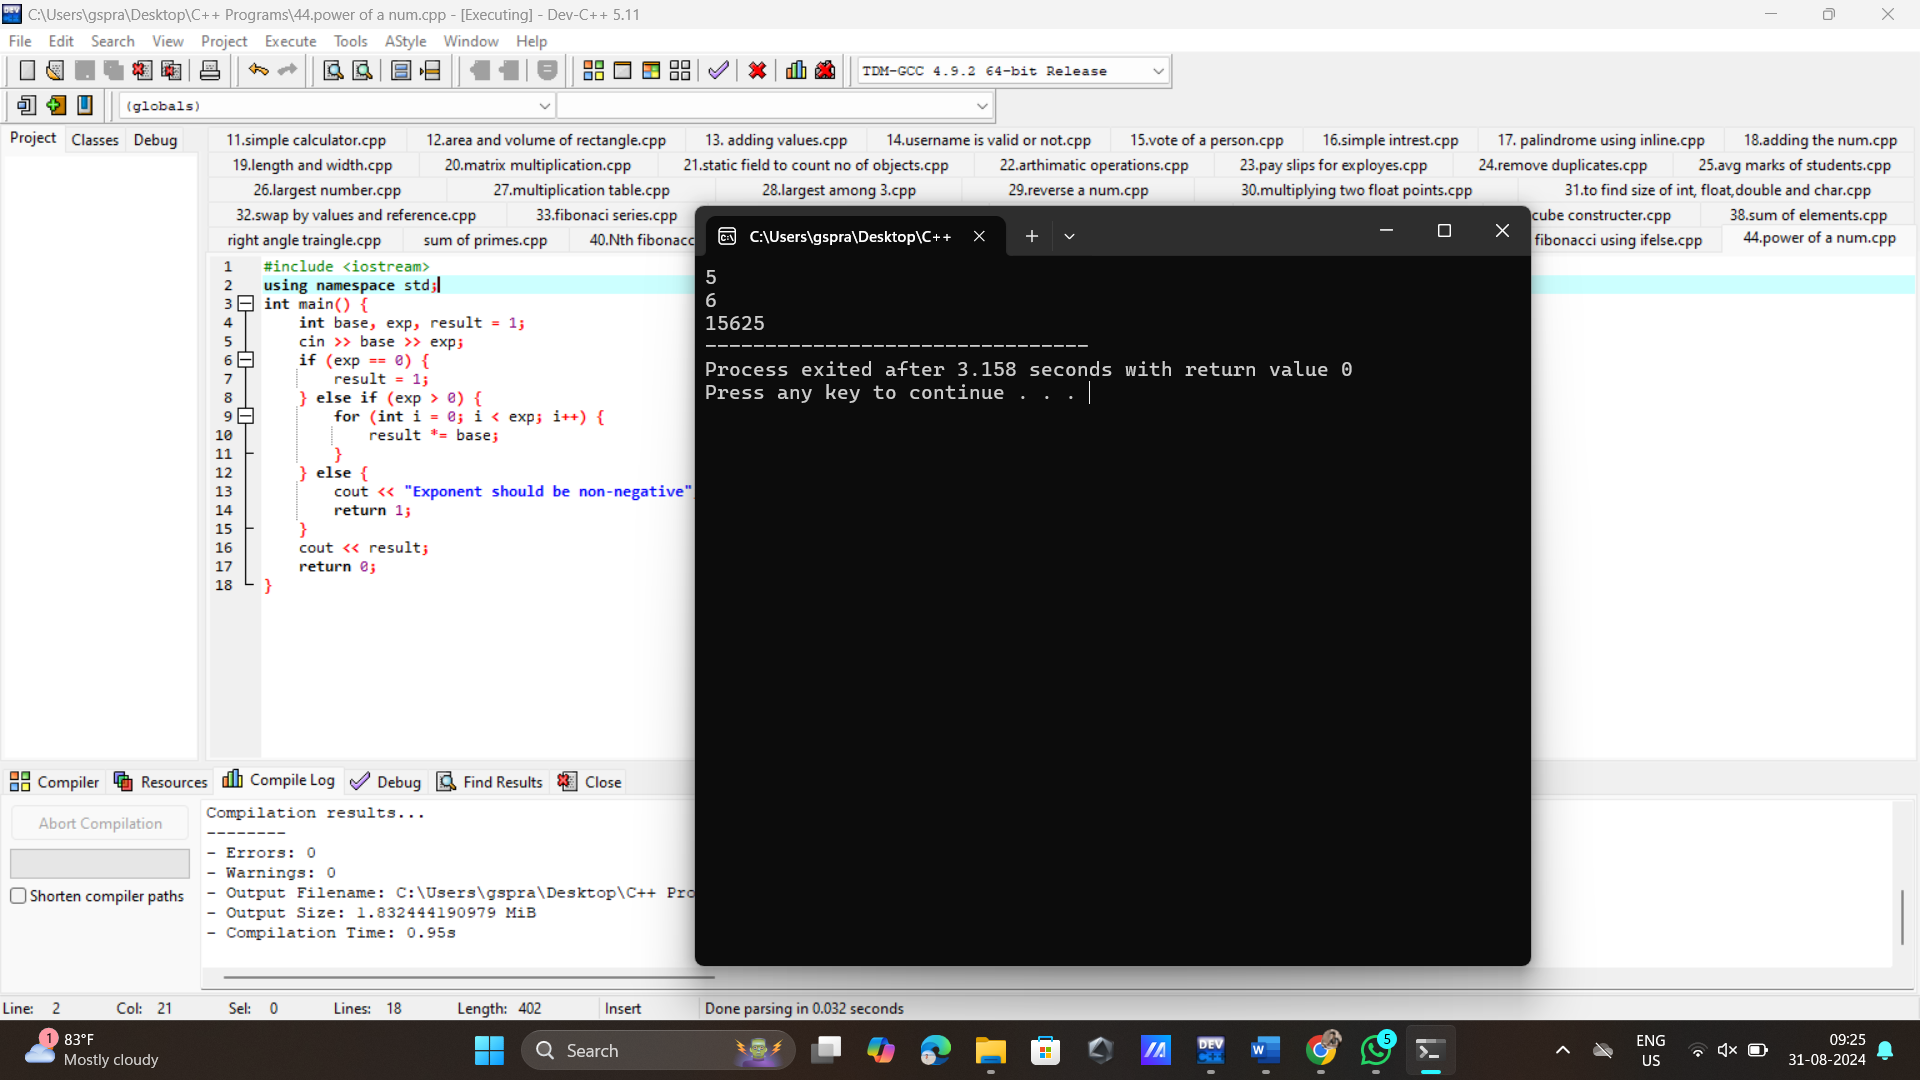 C:\Users\gspra\Desktop\C++ Programs\44.power of a num.cpp - [Executing] - Dev-C++ 5.11
File Edit Search View Project Execute Tools AStyle Window Help
TDM-GCC 4.9.2 64-bit Release
(globals)
Project Classes Debug
11.simple calculator.cpp 12.area and volume of rectangle.cpp 13. adding values.cpp 14.username is valid or not.cpp 15.vote of a person.cpp 16.simple intrest.cpp 17. palindrome using inline.cpp 18.adding the num.cpp
19.length and width.cpp 20.matrix multiplication.cpp 21.static field to count no of objects.cpp 22.arthimatic operations.cpp 23.pay slips for exployes.cpp 24.remove duplicates.cpp 25.avg marks of students.cpp
26.largest number.cpp 27.multiplication table.cpp 28.largest among 3.cpp 29.reverse a num.cpp 30.multiplying two float points.cpp 31.to find size of int, float,double and char.cpp
32.swap by values and reference.cpp 33.fibonaci series.cpp cube constructer.cpp 38.sum of elements.cpp
right angle traingle.cpp sum of primes.cpp 40.Nth fibonacc fibonacci using ifelse.cpp 44.power of a num.cpp
1 #include <iostream>
2 using namespace std;
3 int main() {
4 int base, exp, result = 1;
5 cin >> base >> exp;
6 if (exp == 0) {
7 result = 1;
8 } else if (exp > 0) {
9 for (int i = 0; i < exp; i++) {
10 result *= base;
11 }
12 } else {
13 cout << "Exponent should be non-negative"
14 return 1;
15 }
16 cout << result;
17 return 0;
18 }
C:\Users\gspra\Desktop\C++
5
6
15625
--------------------------------
Process exited after 3.158 seconds with return value 0
Press any key to continue . . .
Compiler Resources Compile Log Debug Find Results Close
Abort Compilation
Shorten compiler paths
Compilation results...
--------
- Errors: 0
- Warnings: 0
- Output Filename: C:\Users\gspra\Desktop\C++ Pro
- Output Size: 1.832444190979 MiB
- Compilation Time: 0.95s
Line: 2 Col: 21 Sel: 0 Lines: 18 Length: 402 Insert Done parsing in 0.032 seconds
1
83°F
Mostly cloudy
Search
DEV
C++
W
5
ENG
US
09:25
31-08-2024